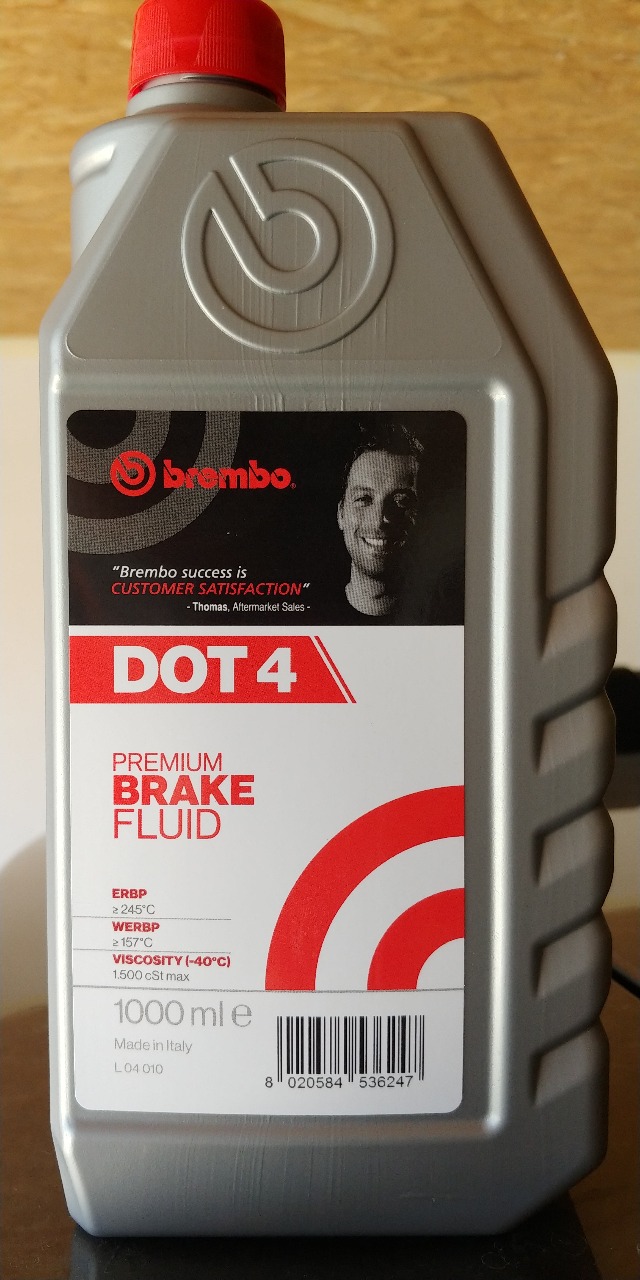 brembo
"Brembo success is
CUSTOMER SATISFACTION"
- Thomas, Aftermarket Sales -
DOT 4
PREMIUM
BRAKE
FLUID
ERBP
≥ 245°C
WERBP
≥ 157°C
VISCOSITY (-40°C)
1.500 cSt max
1000 ml e
Made in Italy
L 04 010
8 020584 536247